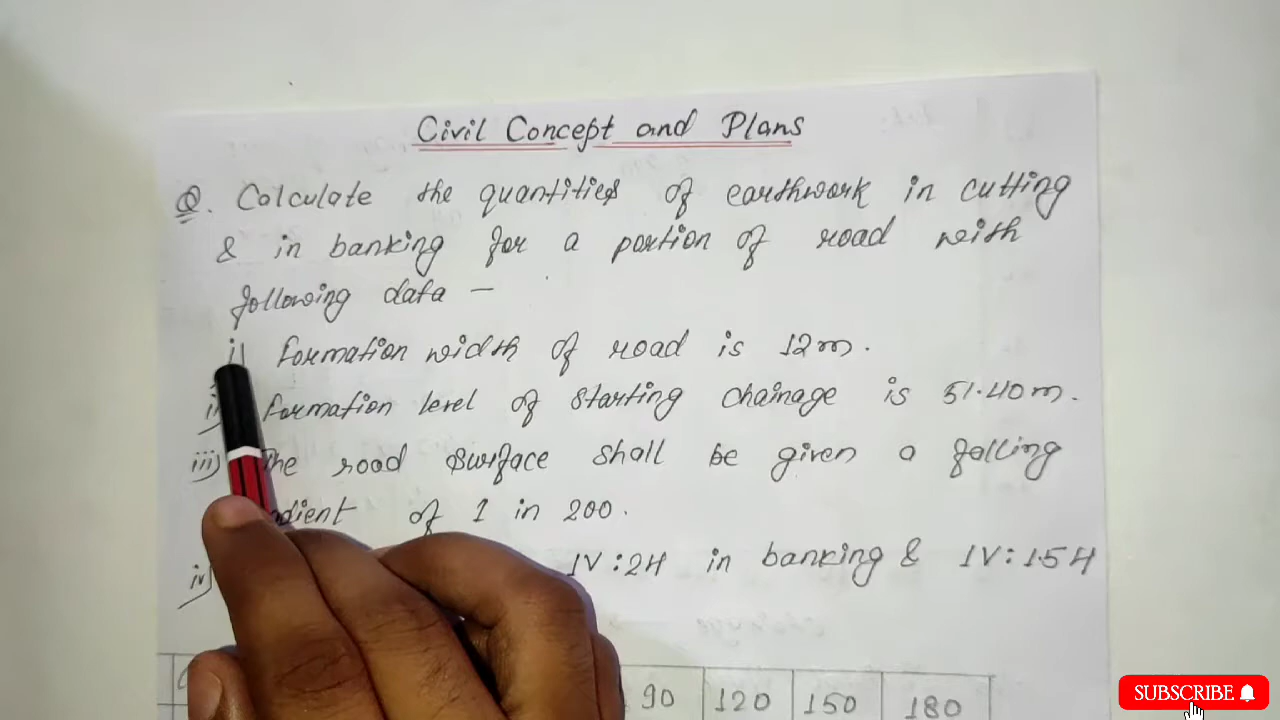 Civil Concept and Plans
Q. Calculate the quantities of earthwork in cutting
& in banking for a portion of road with
following data –
i) formation width of road is 12m.
formation level of starting chainage is 51.40m.
iii) The road surface shall be given a falling
of 1 in 200.
iv) 1V:2H in banking & 1V:1.5H
90 120 150 180
SUBSCRIBE